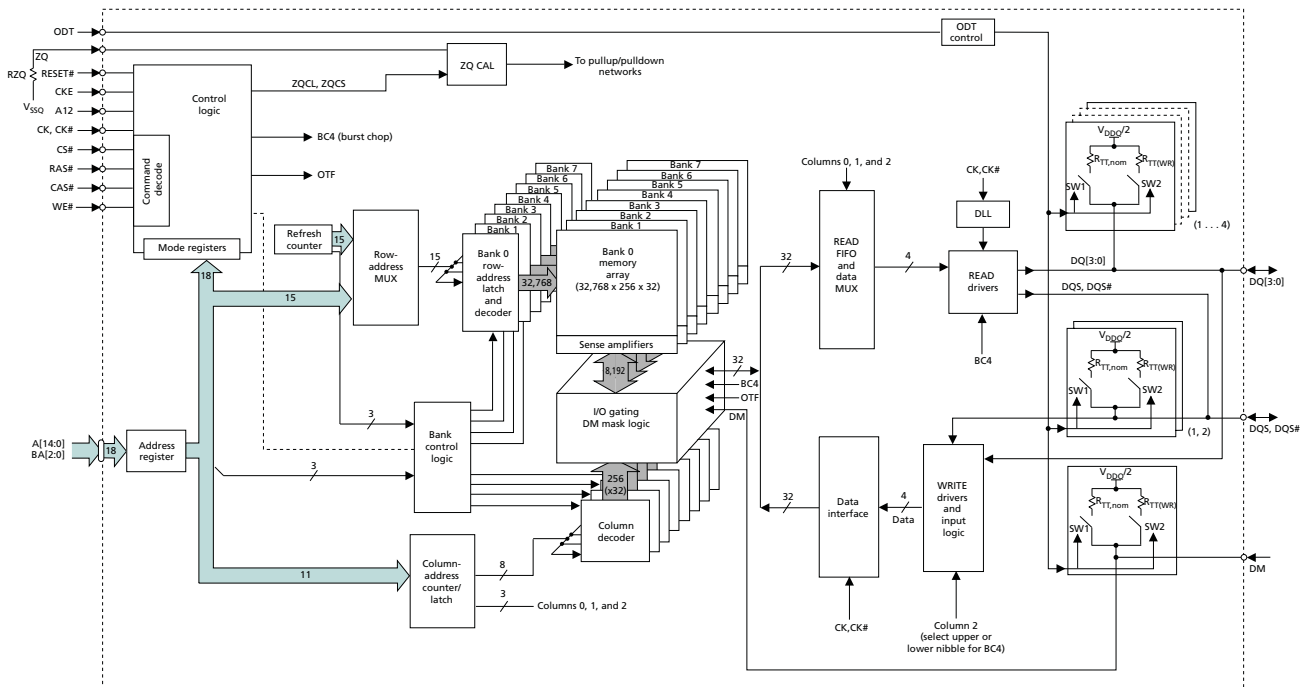 ODT
ODT
control
ZQ
RZQ
RESET#
CKE
VSSQ
A12
CK, CK#
CS#
RAS#
CAS#
WE#
Control
logic
Command
decode
Mode registers
ZQCL, ZQCS
ZQ CAL
To pullup/pulldown
networks
BC4 (burst chop)
OTF
Refresh
counter
15
Row-
address
MUX
15
18
15
Bank 7
Bank 6
Bank 5
Bank 4
Bank 3
Bank 2
Bank 1
Bank 0
row-
address
latch
and
decoder
32,768
Bank 7
Bank 6
Bank 5
Bank 4
Bank 3
Bank 2
Bank 1
Bank 0
memory
array
(32,768 x 256 x 32)
Sense amplifiers
8,192
I/O gating
DM mask logic
32
BC4
OTF
DM
256
(x32)
Column
decoder
3
Bank
control
logic
3
A[14:0]
BA[2:0]
18
Address
register
11
Column-
address
counter/
latch
8
3
Columns 0, 1, and 2
Columns 0, 1, and 2
32
READ
FIFO
and
data
MUX
4
CK,CK#
DLL
READ
drivers
BC4
DQ[3:0]
DQS, DQS#
DQ[3:0]
32
Data
interface
4
Data
WRITE
drivers
and
input
logic
CK,CK#
Column 2
(select upper or
lower nibble for BC4)
VDDQ/2
RTT,nom
RTT(WR)
SW1
SW2
(1 . . . 4)
VDDQ/2
RTT,nom
RTT(WR)
SW1
SW2
(1, 2)
DQS, DQS#
VDDQ/2
RTT,nom
RTT(WR)
SW1
SW2
DM